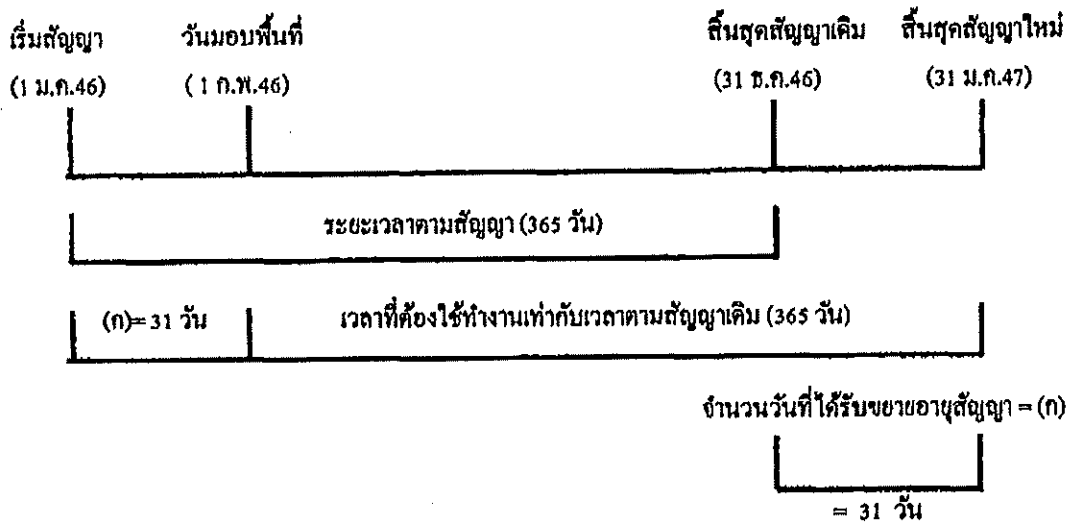 เริ่มสัญญา วันมอบพื้นที่ สิ้นสุดสัญญาเดิม สิ้นสุดสัญญาใหม่
(1 ม.ค.46) ( 1 ก.พ.46) (31 ธ.ค.46) (31 ม.ค.47)
ระยะเวลาตามสัญญา (365 วัน)
(ก)= 31 วัน เวลาที่ต้องใช้ทำงานเท่ากับเวลาตามสัญญาเดิม (365 วัน)
จำนวนวันที่ได้รับขยายอายุสัญญา = (ก)
= 31 วัน